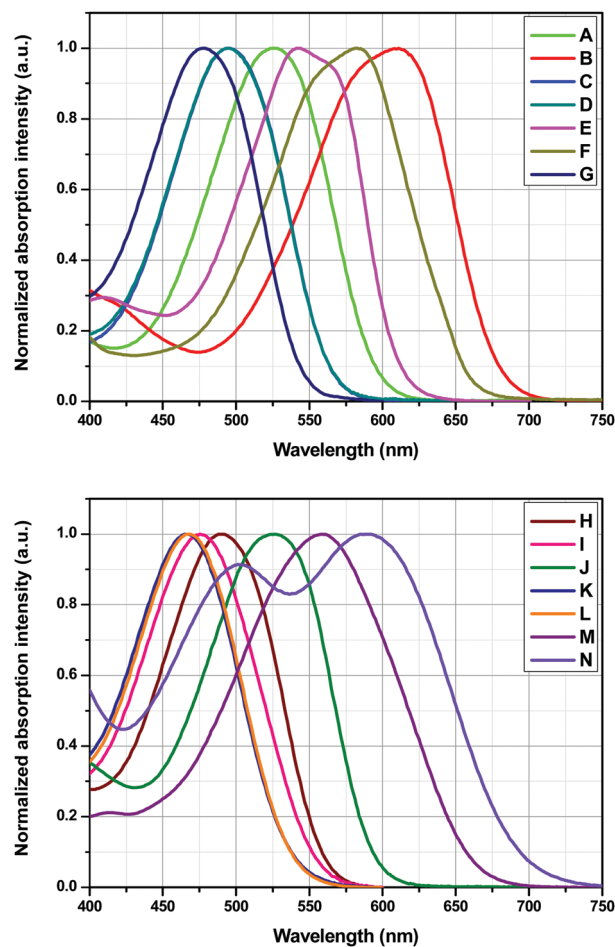 Normalized absorption intensity (a.u.)
1.0
0.8
0.6
0.4
0.2
0.0
A
B
C
D
E
F
G
400 450 500 550 600 650 700 750
Wavelength (nm)
Normalized absorption intensity (a.u.)
1.0
0.8
0.6
0.4
0.2
0.0
H
I
J
K
L
M
N
400 450 500 550 600 650 700 750
Wavelength (nm)